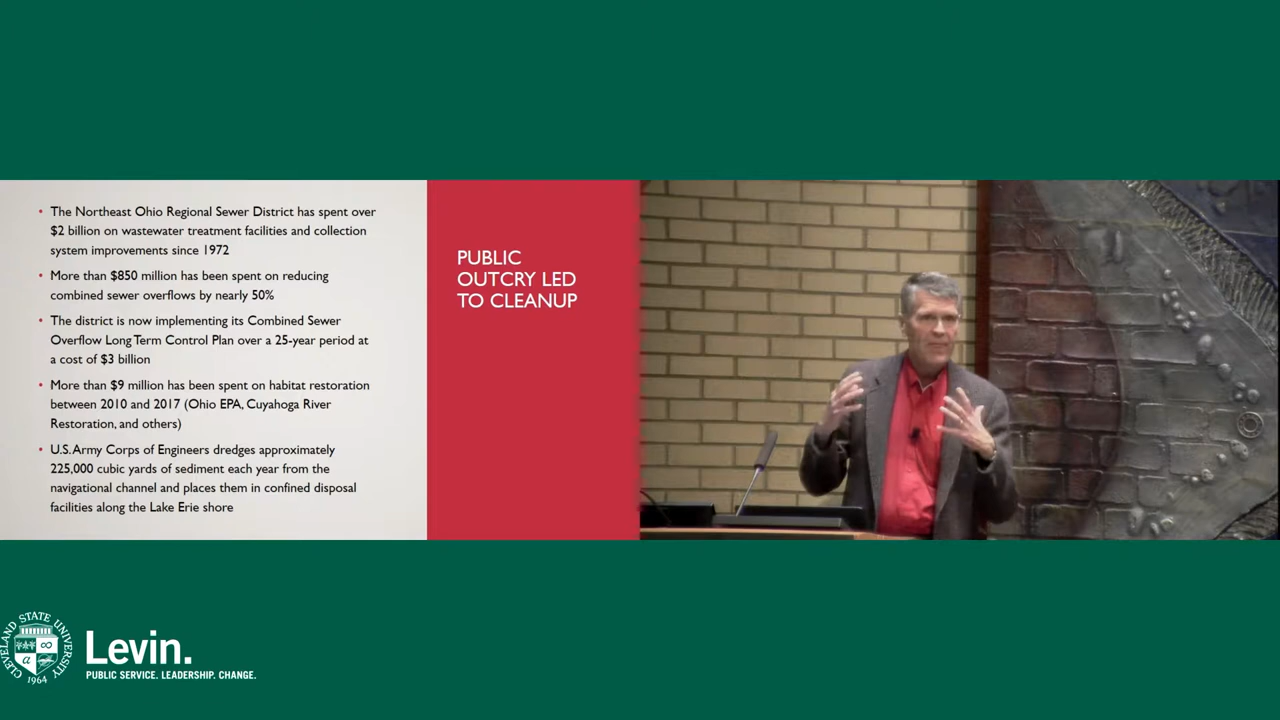 • The Northeast Ohio Regional Sewer District has spent over
$2 billion on wastewater treatment facilities and collection
system improvements since 1972
• More than $850 million has been spent on reducing
combined sewer overflows by nearly 50%
• The district is now implementing its Combined Sewer
Overflow Long Term Control Plan over a 25-year period at
a cost of $3 billion
• More than $9 million has been spent on habitat restoration
between 2010 and 2017 (Ohio EPA, Cuyahoga River
Restoration, and others)
• U.S. Army Corps of Engineers dredges approximately
225,000 cubic yards of sediment each year from the
navigational channel and places them in confined disposal
facilities along the Lake Erie shore
PUBLIC
OUTCRY LED
TO CLEANUP
CLEVELAND STATE UNIVERSITY
1964
Levin.
PUBLIC SERVICE. LEADERSHIP. CHANGE.